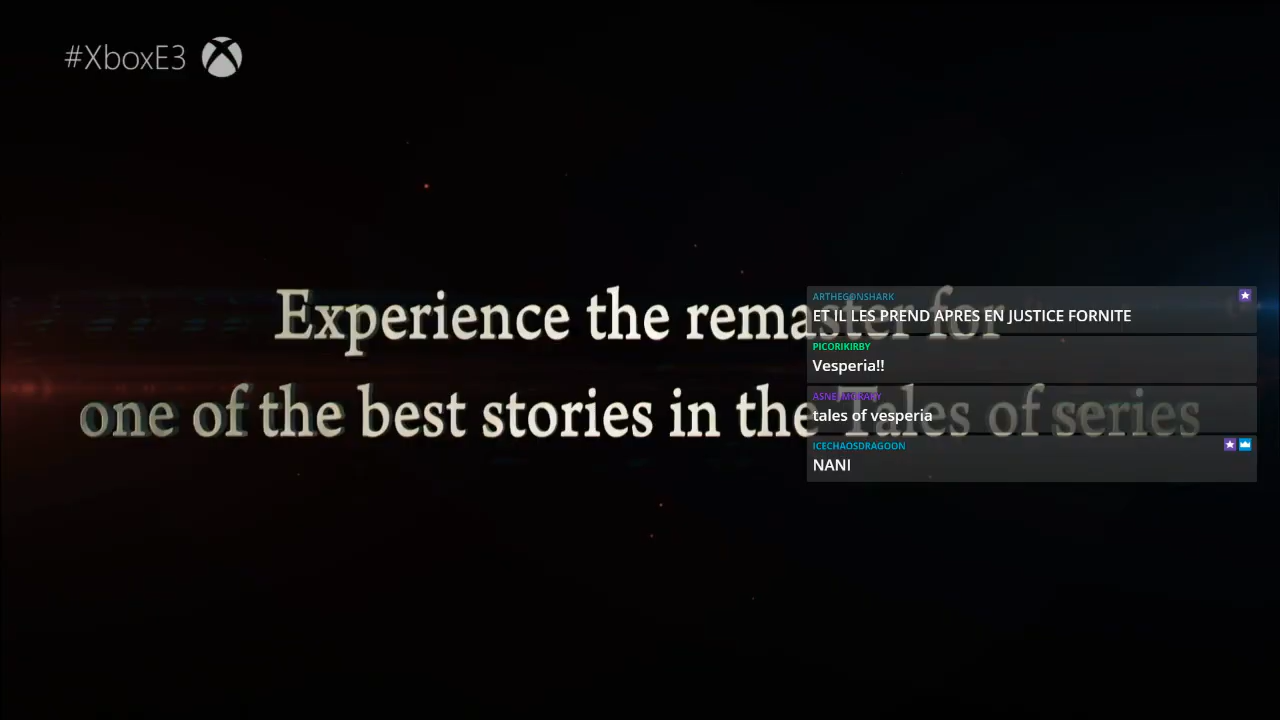 #XboxE3
Experience the remaster for
one of the best stories in the Tales of series
ARTHEGONSHARK
ET IL LES PREND APRES EN JUSTICE FORNITE
PICORIKIRBY
Vesperia!!
tales of vesperia
ICECHAOSDRAGOON
NANI